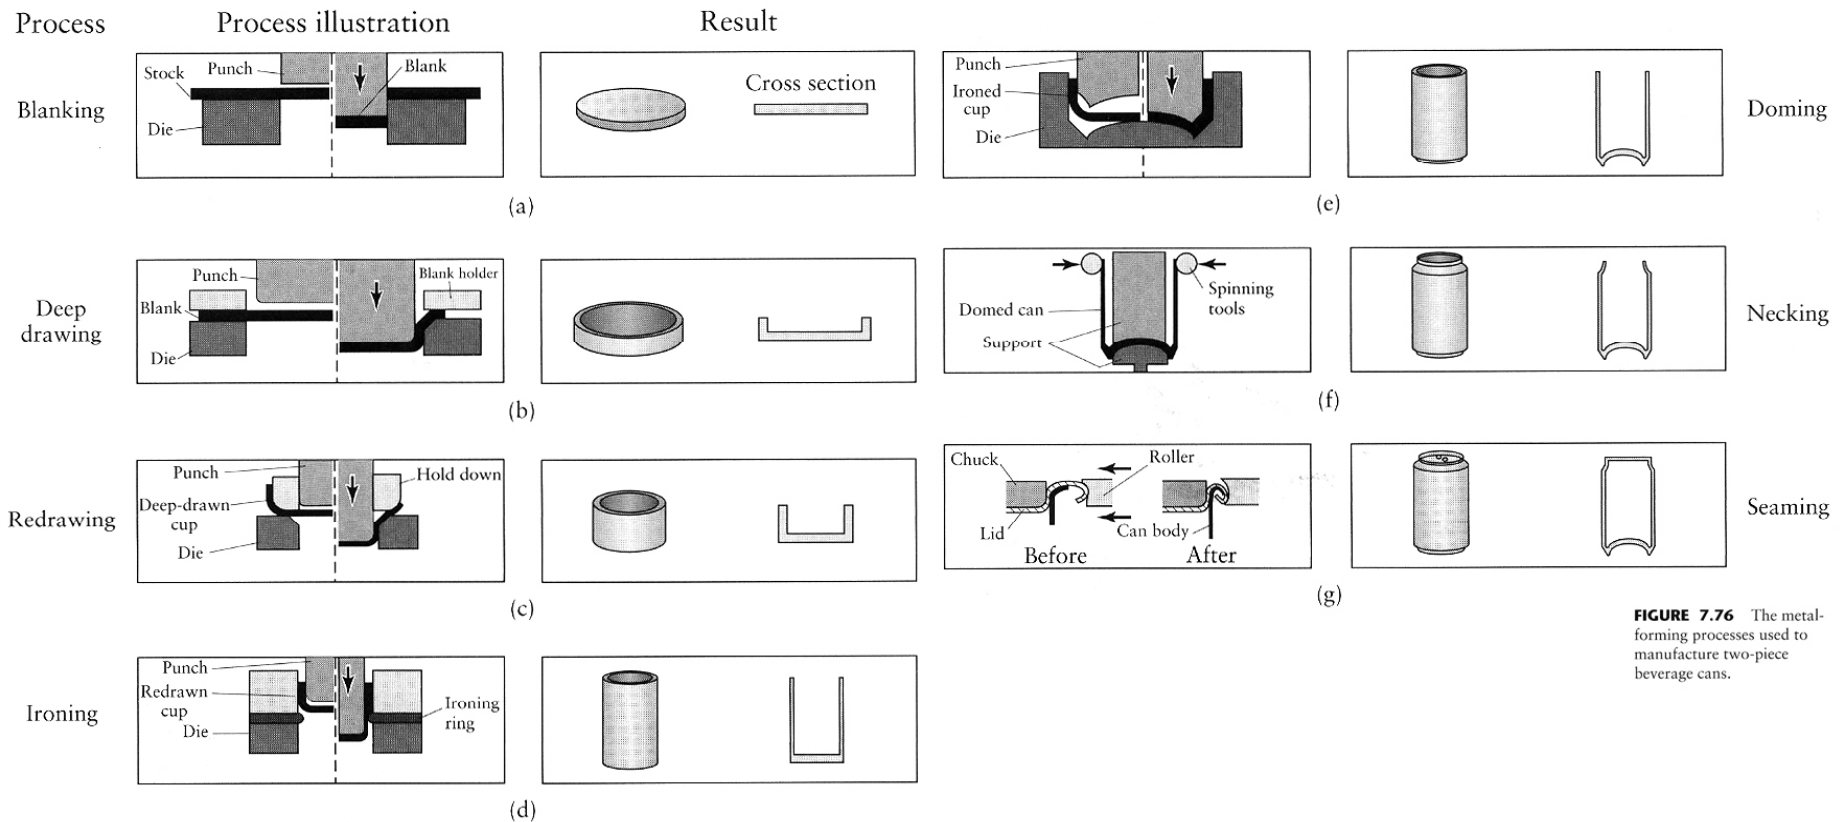 Process
Process illustration
Result
Blanking
Stock
Punch
Blank
Die
Cross section
(a)
Deep
drawing
Punch
Blank holder
Blank
Die
(b)
Redrawing
Punch
Hold down
Deep-drawn
cup
Die
(c)
Ironing
Punch
Redrawn
cup
Die
Ironing
ring
(d)
Punch
Ironed
cup
Die
Doming
(e)
Domed can
Support
Spinning
tools
Necking
(f)
Chuck
Roller
Lid
Can body
Before
After
Seaming
(g)
FIGURE 7.76 The metal-
forming processes used to
manufacture two-piece
beverage cans.